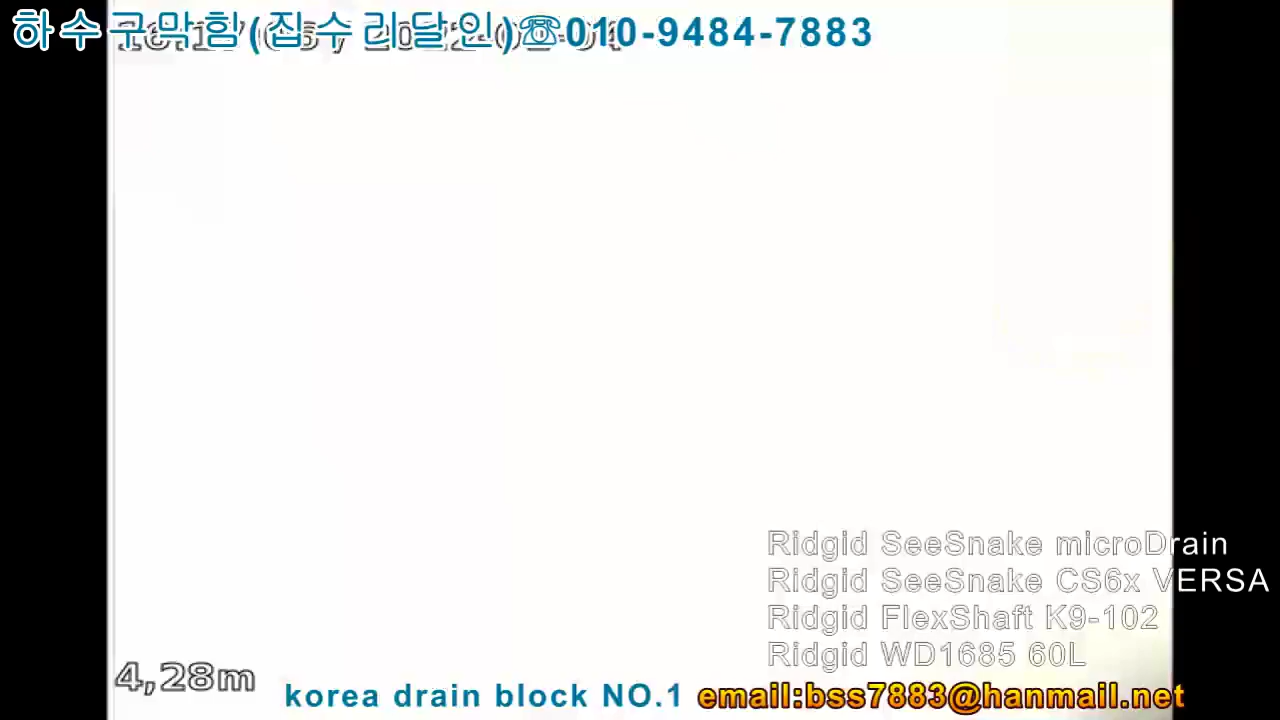 하수구막힘(집수리달인)☏010-9484-7883
Ridgid SeeSnake microDrain
Ridgid SeeSnake CS6x VERSA
Ridgid FlexShaft K9-102
Ridgid WD1685 60L
4,28m
korea drain block NO.1 email:bss7883@hanmail.net